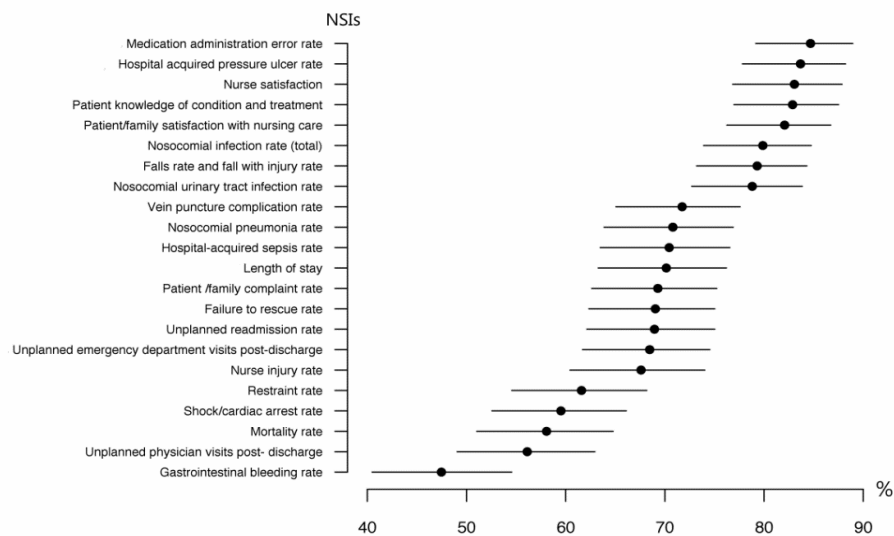 NSIs
Medication administration error rate
Hospital acquired pressure ulcer rate
Nurse satisfaction
Patient knowledge of condition and treatment
Patient/family satisfaction with nursing care
Nosocomial infection rate (total)
Falls rate and fall with injury rate
Nosocomial urinary tract infection rate
Vein puncture complication rate
Nosocomial pneumonia rate
Hospital-acquired sepsis rate
Length of stay
Patient /family complaint rate
Failure to rescue rate
Unplanned readmission rate
Unplanned emergency department visits post-discharge
Nurse injury rate
Restraint rate
Shock/cardiac arrest rate
Mortality rate
Unplanned physician visits post- discharge
Gastrointestinal bleeding rate
%
40 50 60 70 80 90